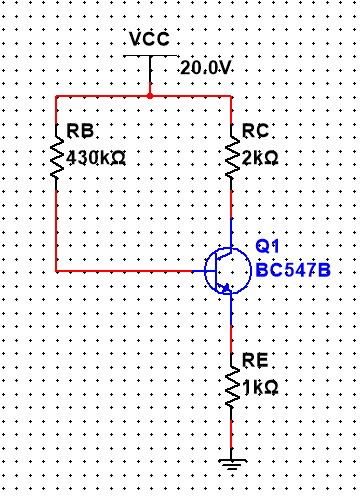 VCC
20.0V
RB
430kΩ
RC
2kΩ
Q1
BC547B
RE
1kΩ